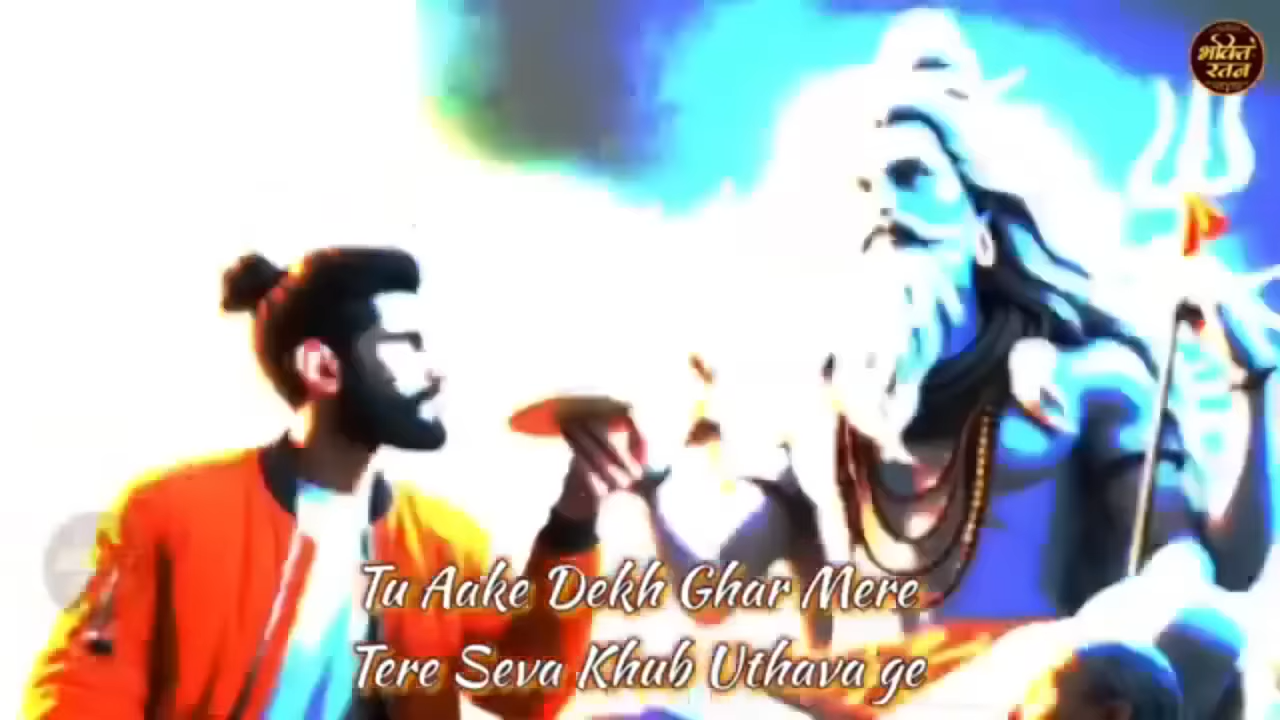 भक्ति
रतन
Tu Aake Dekh Ghar Mere
Tere Seva Khub Uthava ge